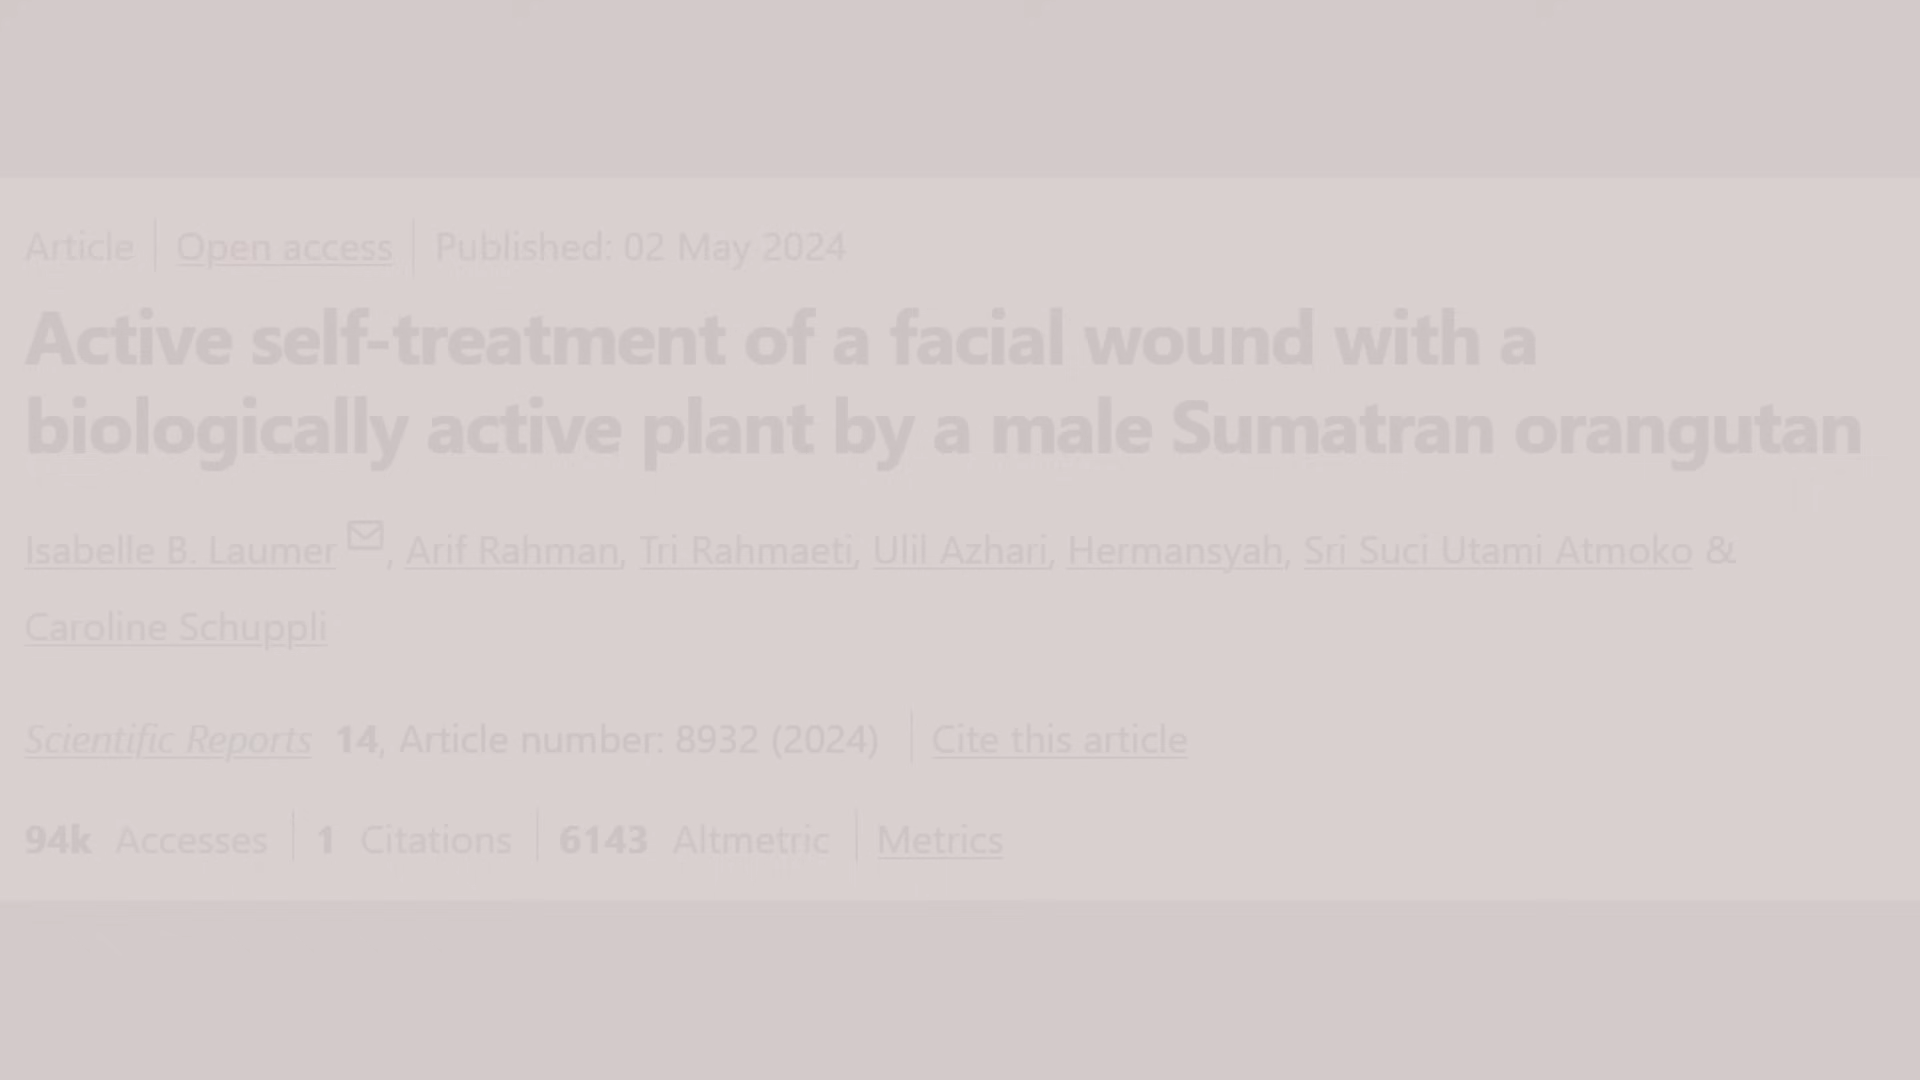 Article Open access Published: 02 May 2024
Active self-treatment of a facial wound with a
biologically active plant by a male Sumatran orangutan
Isabelle B. Laumer, Arif Rahman, Tri Rahmaeti, Ulil Azhari, Hermansyah, Sri Suci Utami Atmoko &
Caroline Schuppli
Scientific Reports 14, Article number: 8932 (2024) Cite this article
94k Accesses 1 Citations 6143 Altmetric Metrics